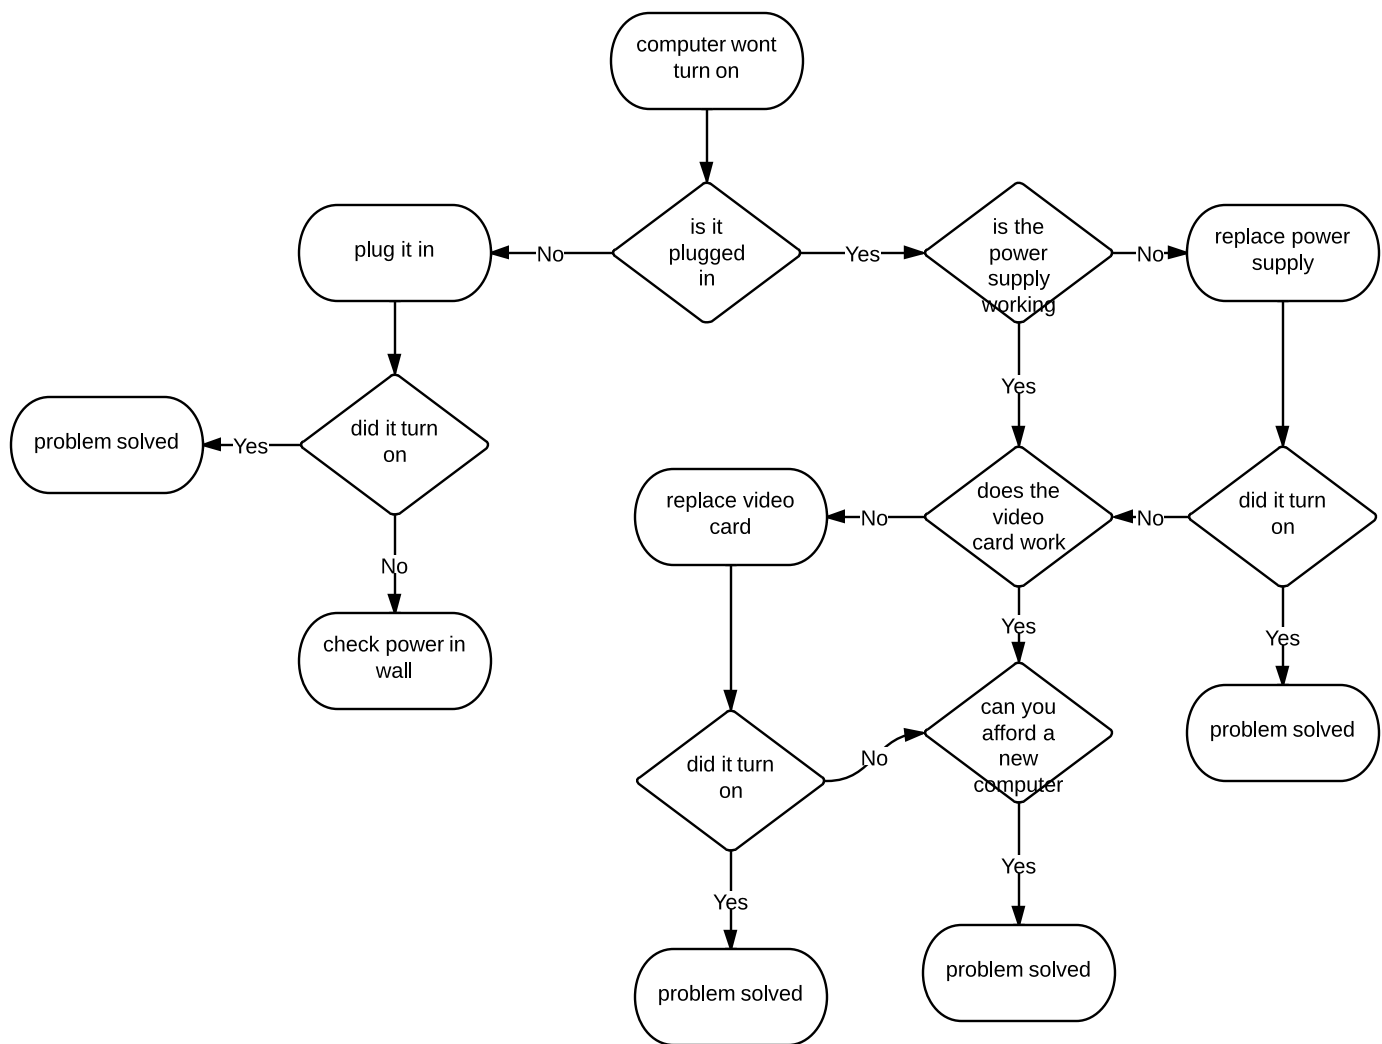 computer wont
turn on
is it
plugged
in
No
plug it in
Yes
is the
power
supply
working
No
replace power
supply
did it turn
on
Yes
problem solved
No
check power in
wall
Yes
does the
video
card work
No
did it turn
on
Yes
problem solved
No
replace video
card
Yes
can you
afford a
new
computer
did it turn
on
No
Yes
problem solved
Yes
problem solved